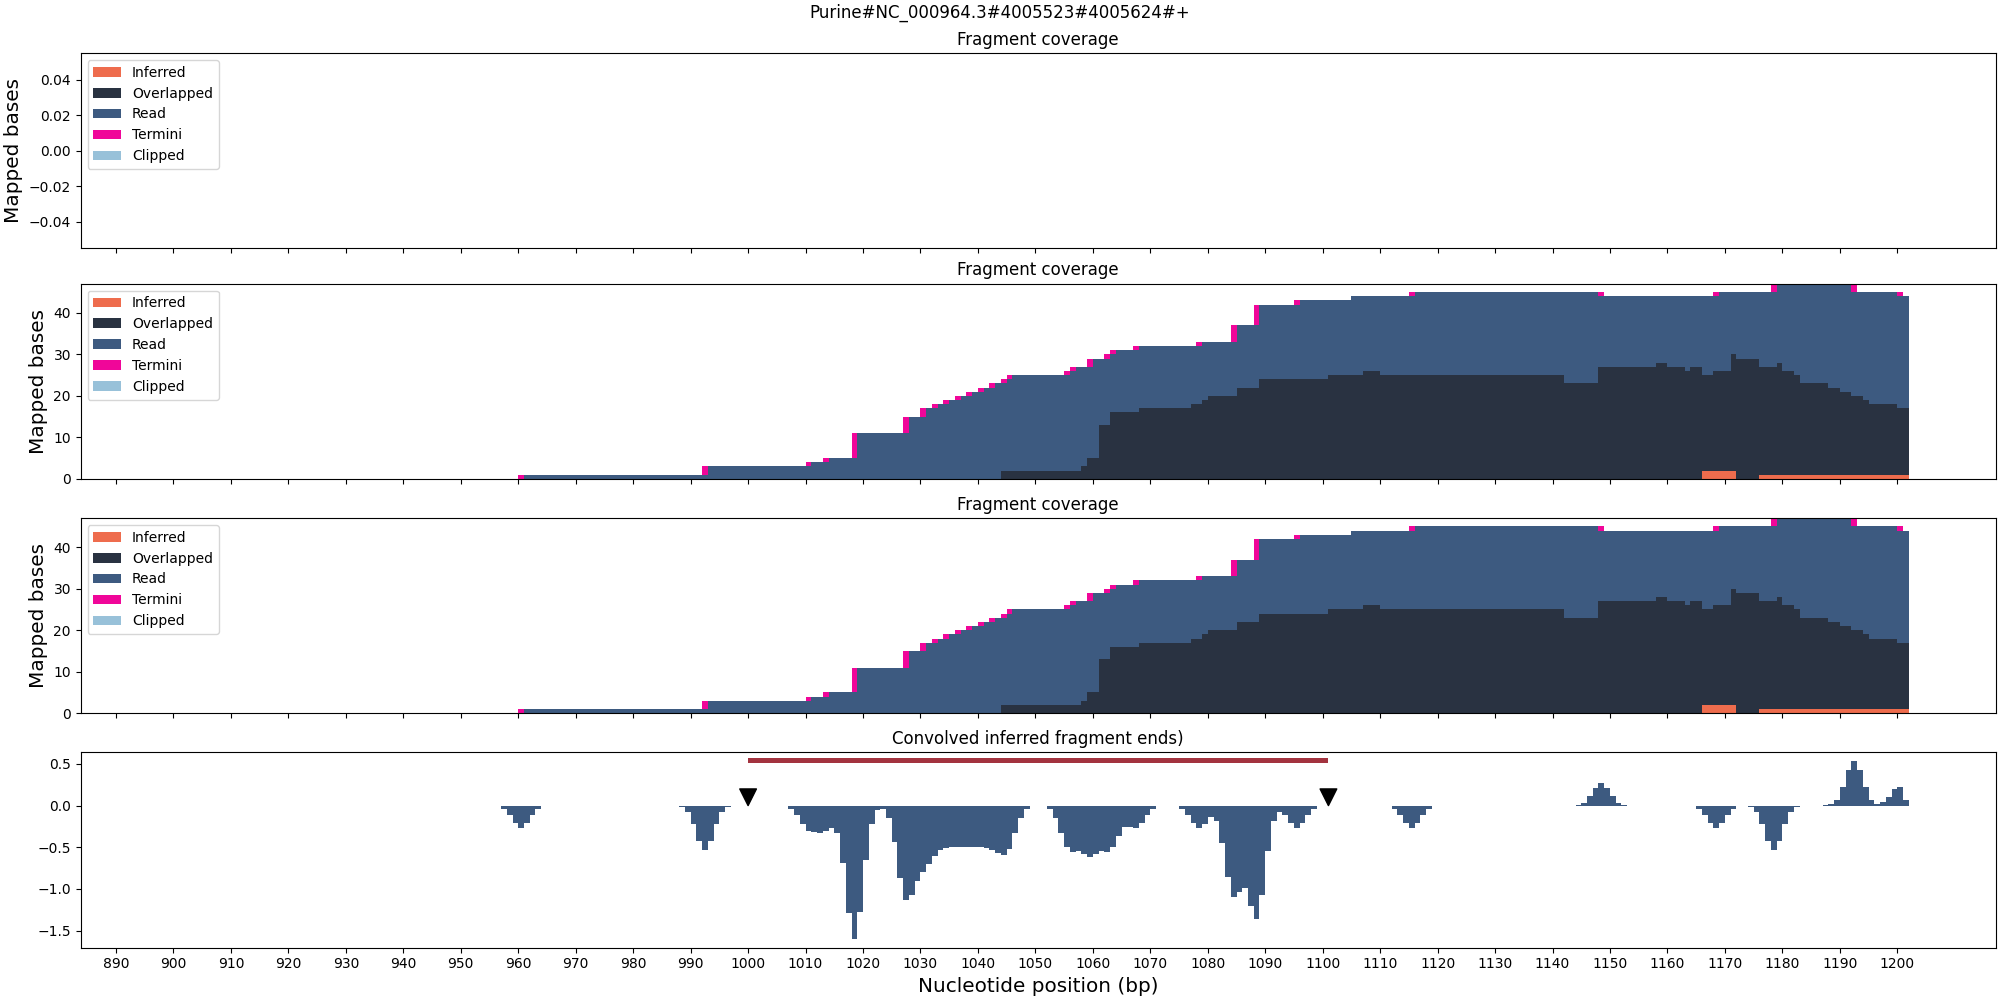 Purine#NC_000964.3#4005523#4005624#+
Fragment coverage
Mapped bases
0.04
0.02
0.00
−0.02
−0.04
Inferred
Overlapped
Read
Termini
Clipped
Fragment coverage
Mapped bases
40
30
20
10
0
Inferred
Overlapped
Read
Termini
Clipped
Fragment coverage
Mapped bases
40
30
20
10
0
Inferred
Overlapped
Read
Termini
Clipped
Convolved inferred fragment ends)
0.5
0.0
−0.5
−1.0
−1.5
890 900 910 920 930 940 950 960 970 980 990 1000 1010 1020 1030 1040 1050 1060 1070 1080 1090 1100 1110 1120 1130 1140 1150 1160 1170 1180 1190 1200
Nucleotide position (bp)